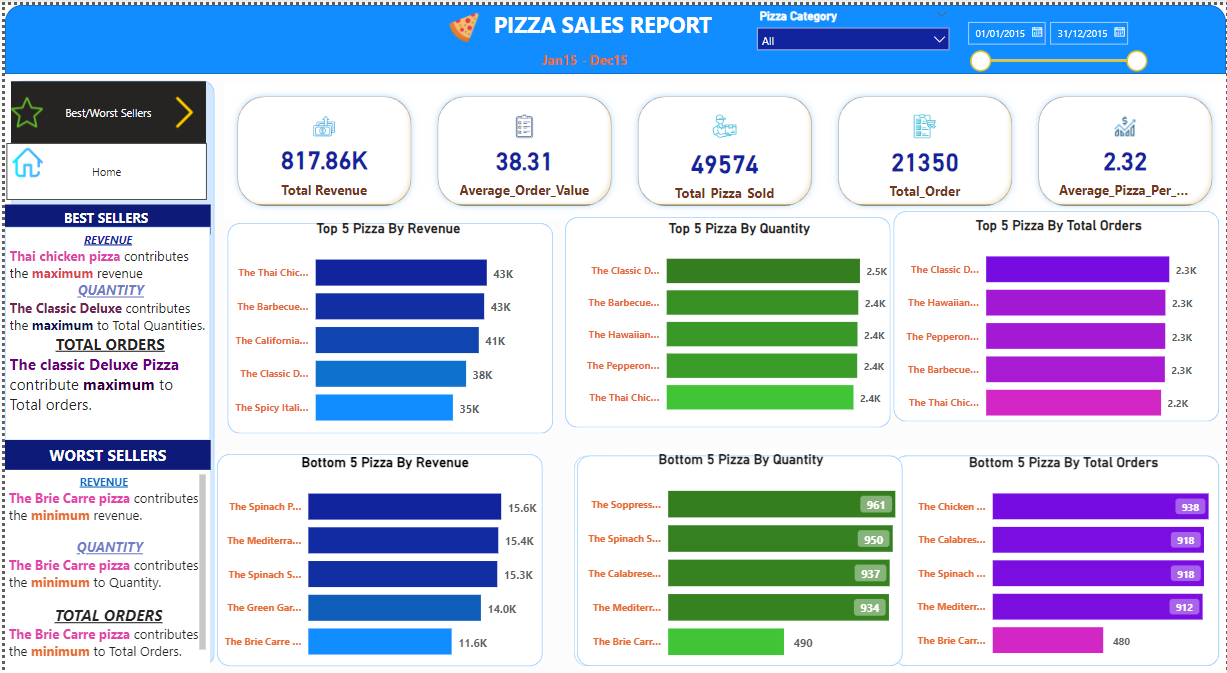 PIZZA SALES REPORT
Jan15 - Dec15
Pizza Category
All
01/01/2015
31/12/2015
Best/Worst Sellers
Home
817.86K
Total Revenue
38.31
Average_Order_Value
49574
Total Pizza Sold
21350
Total_Order
2.32
Average_Pizza_Per_...
BEST SELLERS
REVENUE
Thai chicken pizza contributes
the maximum revenue
QUANTITY
The Classic Deluxe contributes
the maximum to Total Quantities.
TOTAL ORDERS
The classic Deluxe Pizza
contribute maximum to
Total orders.
WORST SELLERS
REVENUE
The Brie Carre pizza contributes
the minimum revenue.
QUANTITY
The Brie Carre pizza contributes
the minimum to Quantity.
TOTAL ORDERS
The Brie Carre pizza contributes
the minimum to Total Orders.
Top 5 Pizza By Revenue
The Thai Chic... 43K
The Barbecue... 43K
The California... 41K
The Classic D... 38K
The Spicy Itali... 35K
Top 5 Pizza By Quantity
The Classic D... 2.5K
The Barbecue... 2.4K
The Hawaiian... 2.4K
The Pepperon... 2.4K
The Thai Chic... 2.4K
Top 5 Pizza By Total Orders
The Classic D... 2.3K
The Hawaiian... 2.3K
The Pepperon... 2.3K
The Barbecue... 2.3K
The Thai Chic... 2.2K
Bottom 5 Pizza By Revenue
The Spinach P... 15.6K
The Mediterra... 15.4K
The Spinach S... 15.3K
The Green Gar... 14.0K
The Brie Carre ... 11.6K
Bottom 5 Pizza By Quantity
The Soppress... 961
The Spinach S... 950
The Calabrese... 937
The Mediterr... 934
The Brie Carr... 490
Bottom 5 Pizza By Total Orders
The Chicken ... 938
The Calabres... 918
The Spinach ... 918
The Mediterr... 912
The Brie Carr... 480